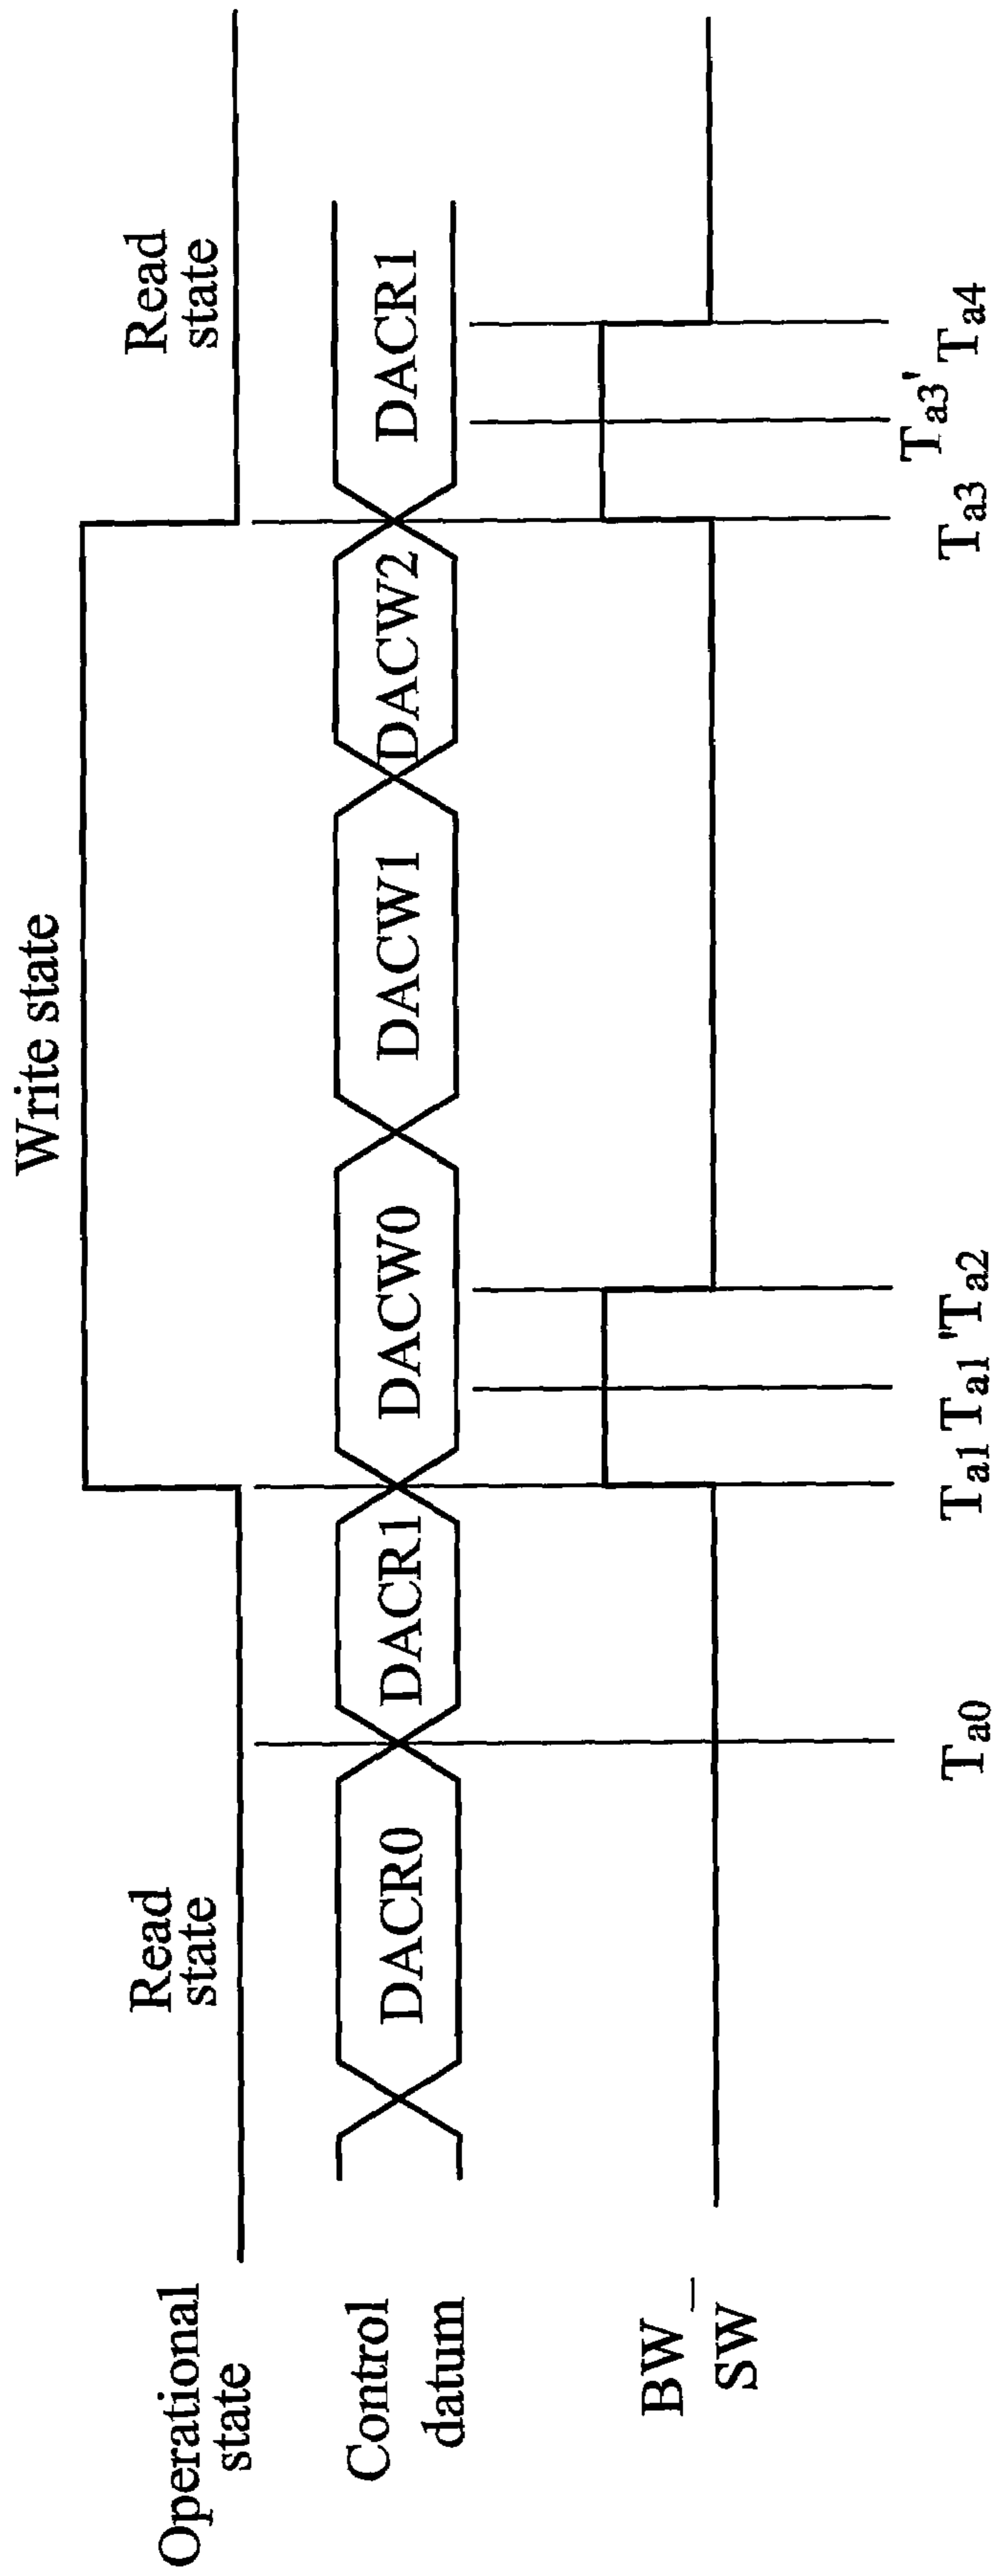 Write state
Read
state
Read
state
Operational
state
Control
datum
DACR0
DACR1
DACW0
DACW1
DACW2
DACR1
BW_
SW
Ta0
Ta1
Ta1'
Ta2
Ta3
Ta3'
Ta4